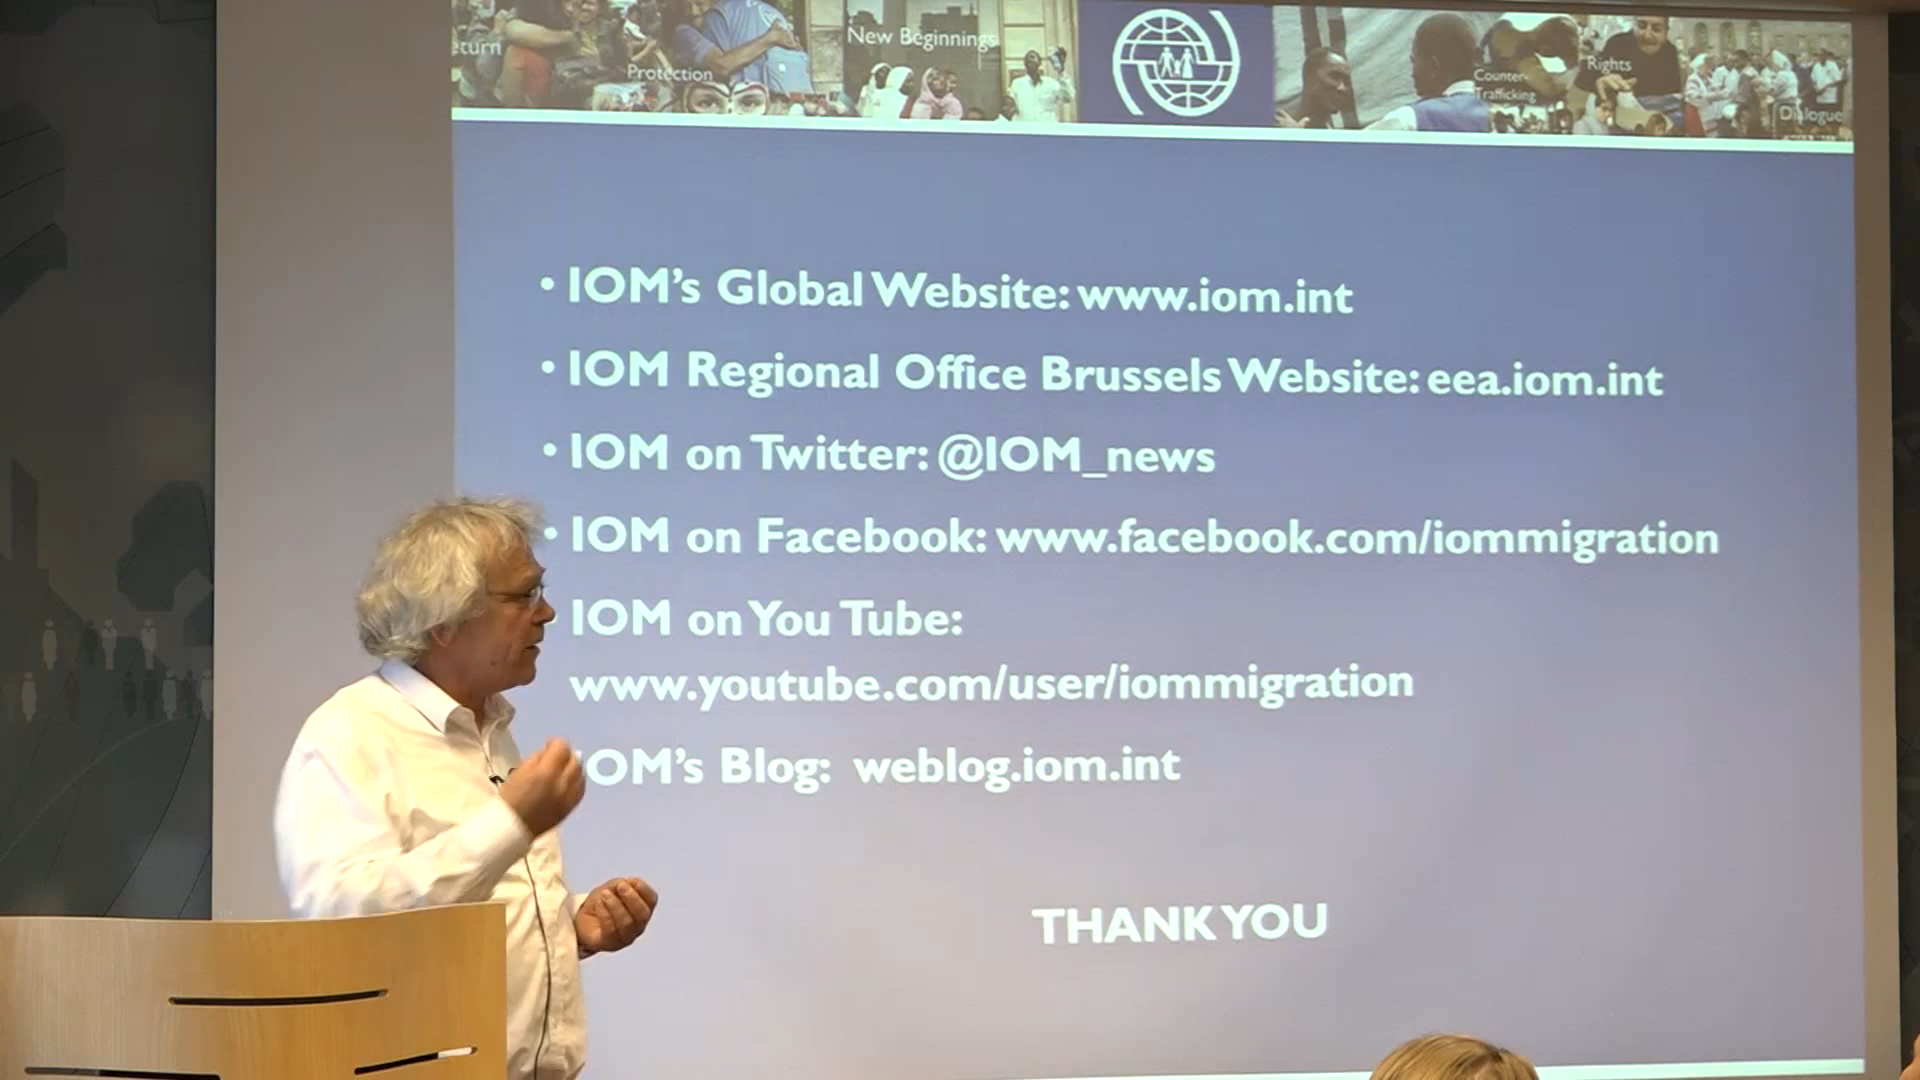 Protection
New Beginnings
Counter
Trafficking
Rights
Dialogue
• IOM's Global Website: www.iom.int
• IOM Regional Office Brussels Website: eea.iom.int
• IOM on Twitter: @IOM_news
• IOM on Facebook: www.facebook.com/iommigration
IOM on You Tube:
www.youtube.com/user/iommigration
IOM's Blog: weblog.iom.int
THANK YOU